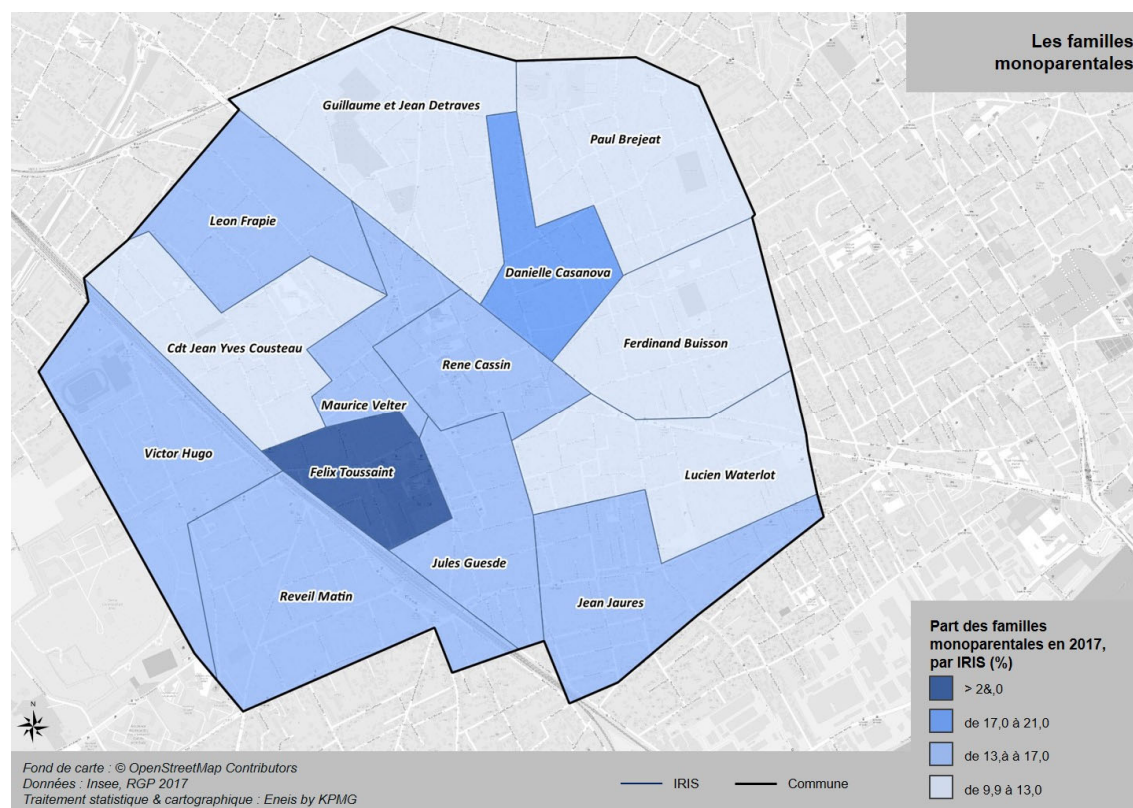 Les familles
monoparentales
Guillaume et Jean Detraves
Paul Brejeat
Leon Frapie
Danielle Casanova
Cdt Jean Yves Cousteau
Ferdinand Buisson
Rene Cassin
Maurice Velter
Victor Hugo
Felix Toussaint
Lucien Waterlot
Jules Guesde
Reveil Matin
Jean Jaures
Part des familles
monoparentales en 2017,
par IRIS (%)
> 2&,0
de 17,0 à 21,0
de 13,à à 17,0
de 9,9 à 13,0
N
Fond de carte : © OpenStreetMap Contributors
Données : Insee, RGP 2017
Traitement statistique & cartographique : Eneis by KPMG
IRIS
Commune